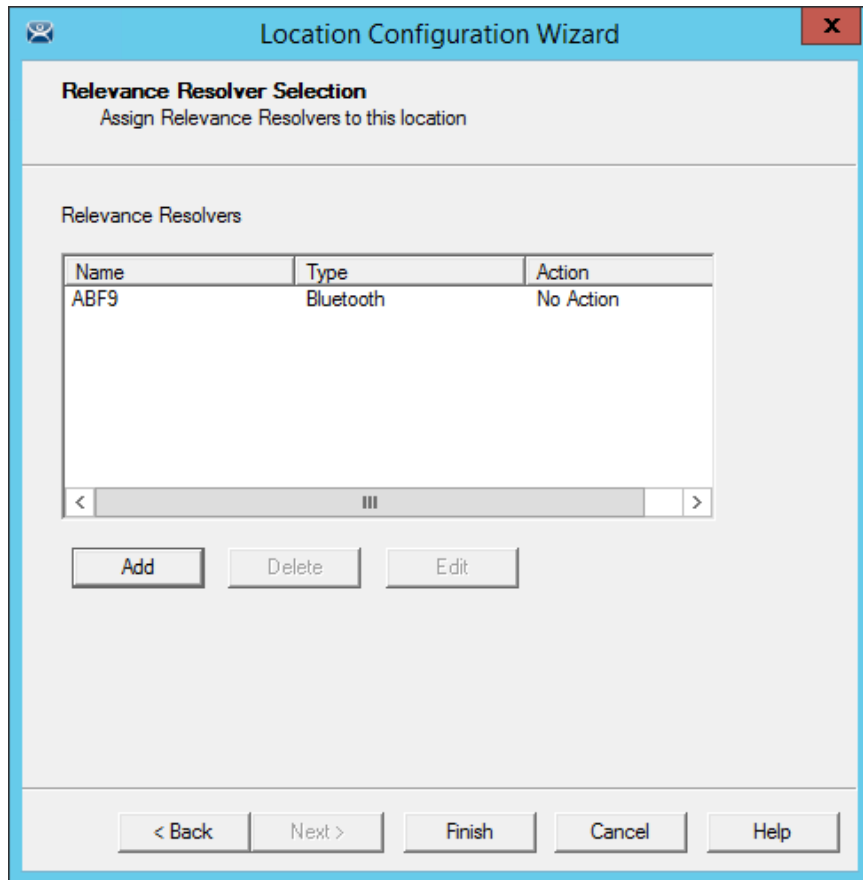 Location Configuration Wizard
x
Relevance Resolver Selection
Assign Relevance Resolvers to this location
Relevance Resolvers
Name Type Action
ABF9 Bluetooth No Action
Add Delete Edit
< Back Next > Finish Cancel Help